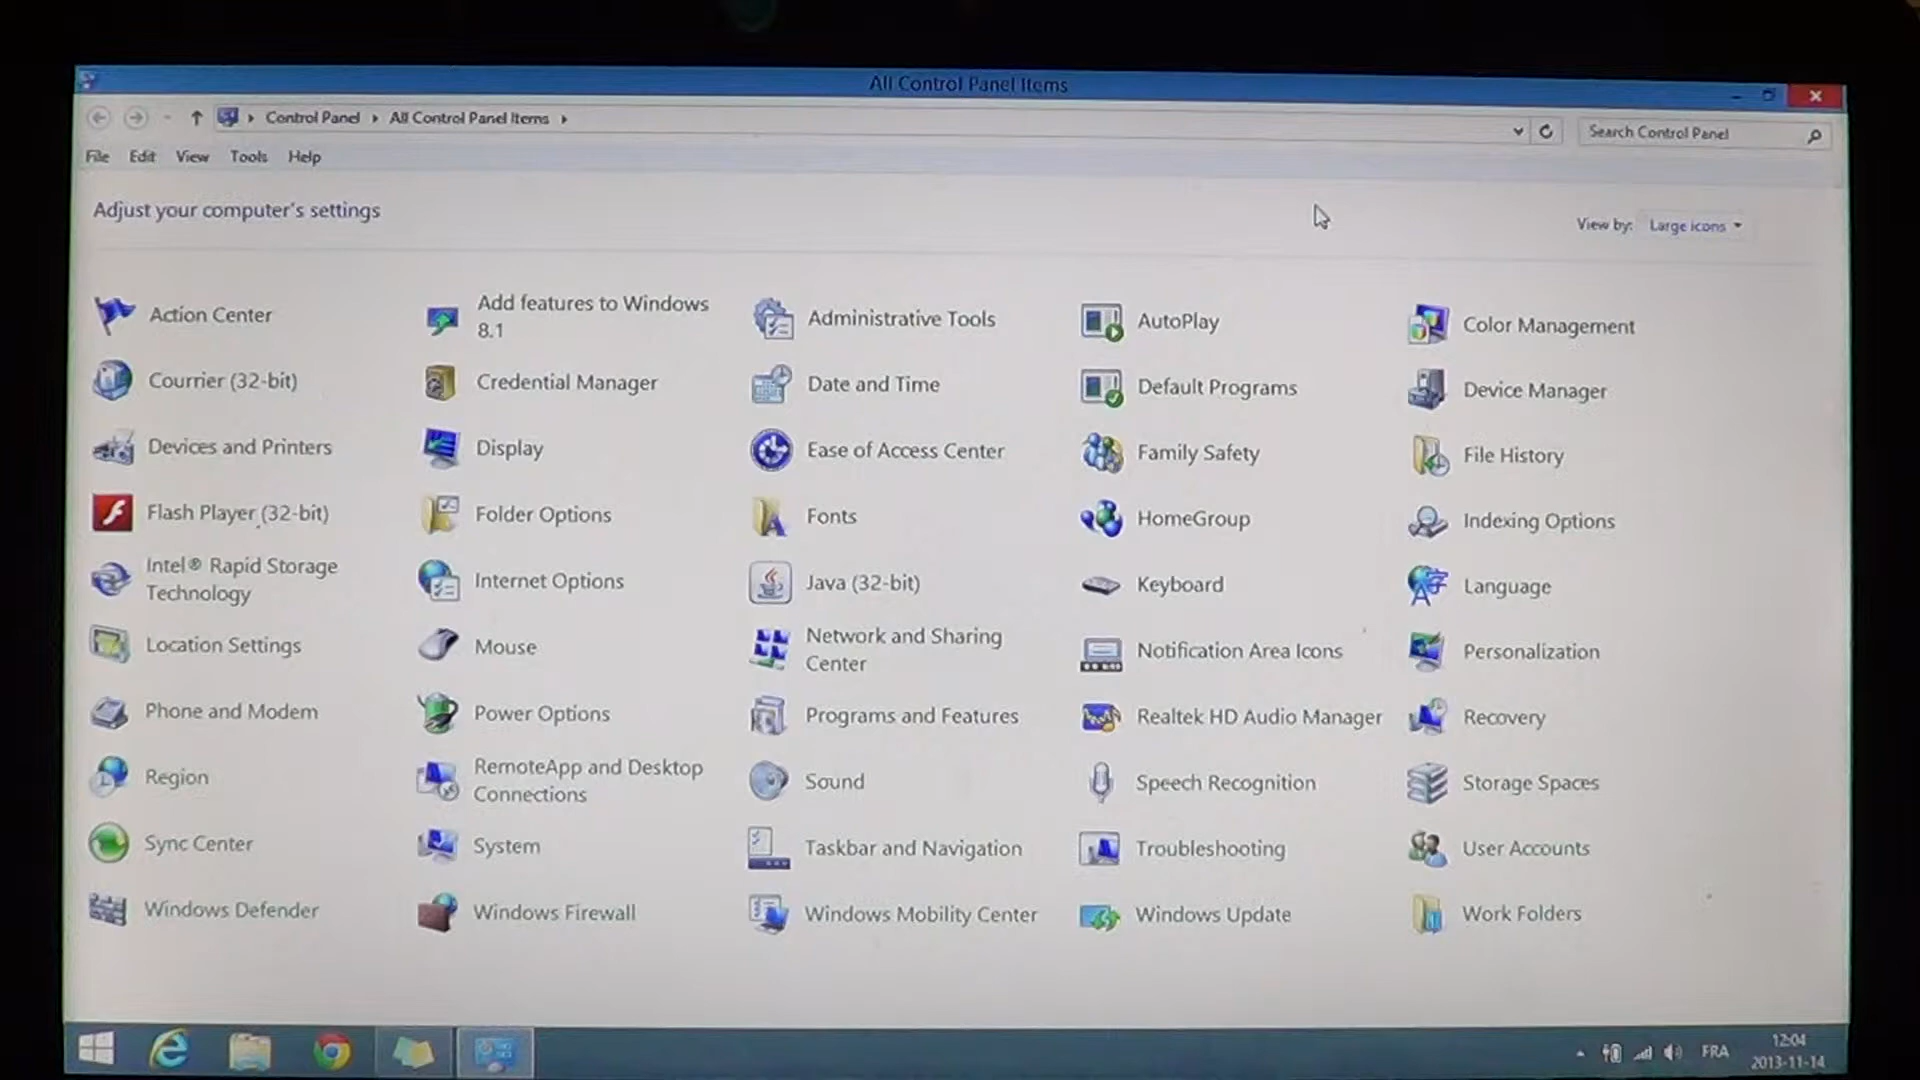 All Control Panel Items
Control Panel
All Control Panel Items
Search Control Panel
File Edit View Tools Help
Adjust your computer's settings
View by: Large icons
Action Center
Add features to Windows
8.1
Administrative Tools
AutoPlay
Color Management
Courrier (32-bit)
Credential Manager
Date and Time
Default Programs
Device Manager
Devices and Printers
Display
Ease of Access Center
Family Safety
File History
Flash Player (32-bit)
Folder Options
Fonts
HomeGroup
Indexing Options
Intel® Rapid Storage
Technology
Internet Options
Java (32-bit)
Keyboard
Language
Location Settings
Mouse
Network and Sharing
Center
Notification Area Icons
Personalization
Phone and Modem
Power Options
Programs and Features
Realtek HD Audio Manager
Recovery
Region
RemoteApp and Desktop
Connections
Sound
Speech Recognition
Storage Spaces
Sync Center
System
Taskbar and Navigation
Troubleshooting
User Accounts
Windows Defender
Windows Firewall
Windows Mobility Center
Windows Update
Work Folders
FRA
12:04
2013-11-14